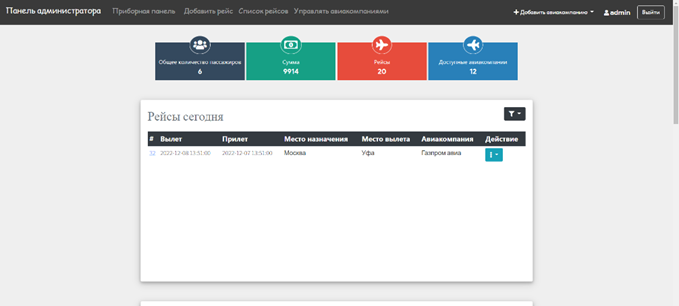 Панель администратора Приборная панель Добавить рейс Список рейсов Управлять авиакомпаниями + Добавить авиакомпанию admin Выйти
Общее количество пассажиров Сумма Рейсы Доступные авиакомпании
6 9914 20 12
Рейсы сегодня
# Вылет Прилет Место назначения Место вылета Авиакомпания Действие
2022-12-08 13:51:00 2022-12-07 13:51:00 Москва Уфа Газпром авиа